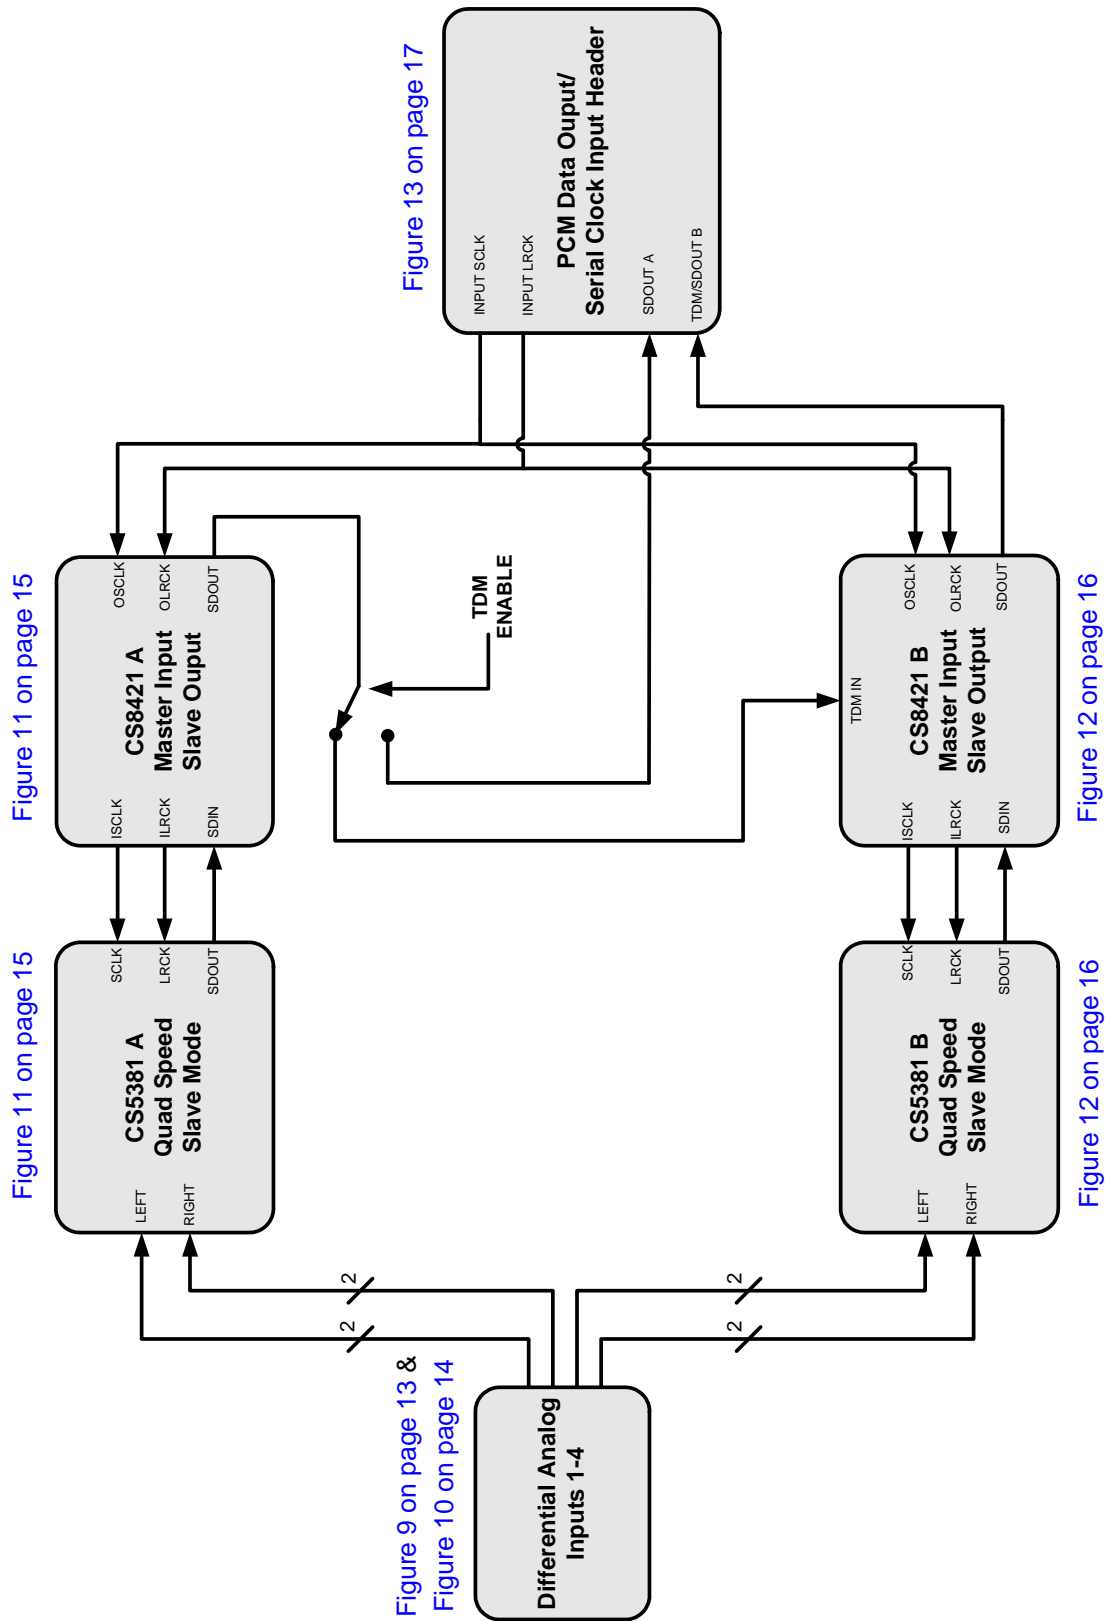 Figure 11 on page 15
Figure 11 on page 15
CS5381 A
Quad Speed
Slave Mode
LEFT
RIGHT
SCLK
LRCK
SDOUT
CS8421 A
Master Input
Slave Ouput
ISCLK
ILRCK
SDIN
OSCLK
OLRCK
SDOUT
Figure 9 on page 13 &
Figure 10 on page 14
Differential Analog
Inputs 1-4
2
2
2
2
TDM
ENABLE
Figure 13 on page 17
PCM Data Ouput/
Serial Clock Input Header
INPUT SCLK
INPUT LRCK
SDOUT A
TDM/SDOUT B
CS5381 B
Quad Speed
Slave Mode
LEFT
RIGHT
SCLK
LRCK
SDOUT
TDM IN
CS8421 B
Master Input
Slave Output
ISCLK
ILRCK
SDIN
OSCLK
OLRCK
SDOUT
Figure 12 on page 16
Figure 12 on page 16